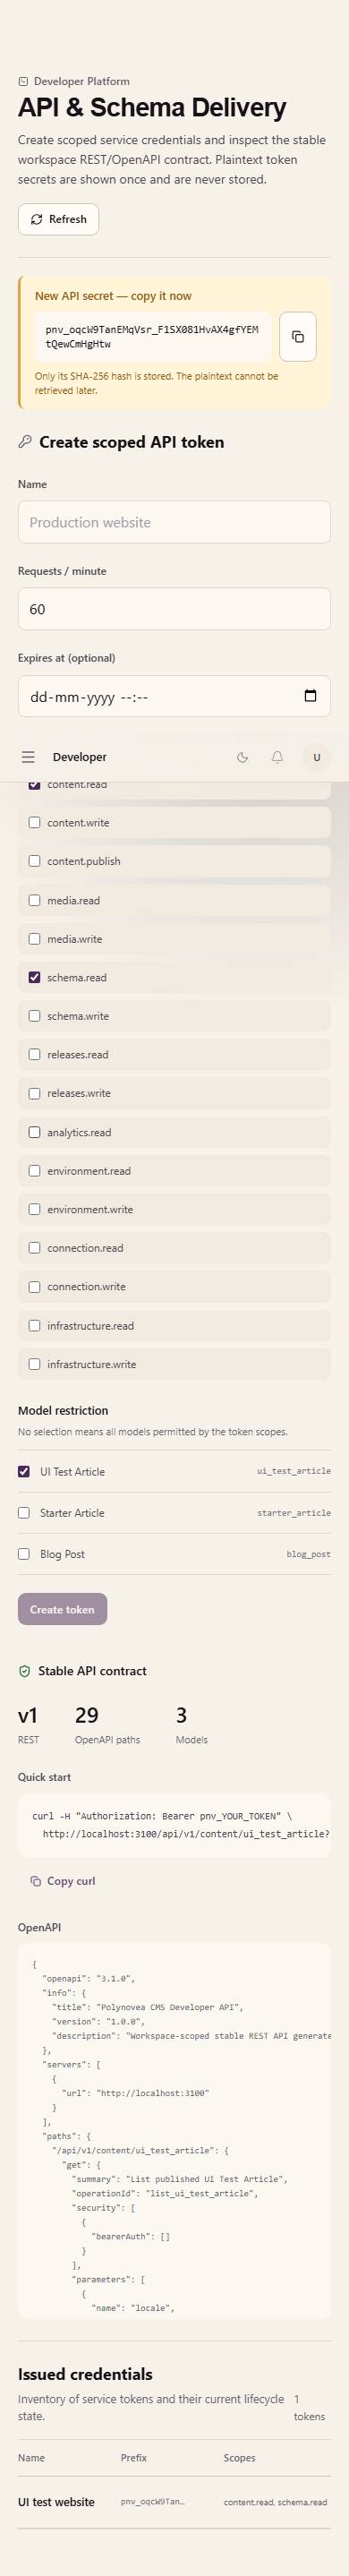 Developer Platform
API & Schema Delivery
Create scoped service credentials and inspect the stable
workspace REST/OpenAPI contract. Plaintext token
secrets are shown once and are never stored.
Refresh
New API secret — copy it now
pnv_oqcW9TanEMqVsr_F1SX081HvAX4gfYEM
tQewCmHgHtw
Only its SHA-256 hash is stored. The plaintext cannot be
retrieved later.
Create scoped API token
Name
Production website
Requests / minute
60
Expires at (optional)
dd-mm-yyyy --:--
Developer
U
content.read
content.write
content.publish
media.read
media.write
schema.read
schema.write
releases.read
releases.write
analytics.read
environment.read
environment.write
connection.read
connection.write
infrastructure.read
infrastructure.write
Model restriction
No selection means all models permitted by the token scopes.
UI Test Article ui_test_article
Starter Article starter_article
Blog Post blog_post
Create token
Stable API contract
v1 29 3
REST OpenAPI paths Models
Quick start
curl -H "Authorization: Bearer pnv_YOUR_TOKEN" \
http://localhost:3100/api/v1/content/ui_test_article?
Copy curl
OpenAPI
{
"openapi": "3.1.0",
"info": {
"title": "Polynovea CMS Developer API",
"version": "1.0.0",
"description": "Workspace-scoped stable REST API generate
},
"servers": [
{
"url": "http://localhost:3100"
}
],
"paths": {
"/api/v1/content/ui_test_article": {
"get": {
"summary": "List published UI Test Article",
"operationId": "list_ui_test_article",
"security": [
{
"bearerAuth": []
}
],
"parameters": [
{
"name": "locale",
Issued credentials
Inventory of service tokens and their current lifecycle 1
state. tokens
Name Prefix Scopes
UI test website pnv_oqcW9Tan… content.read, schema.read